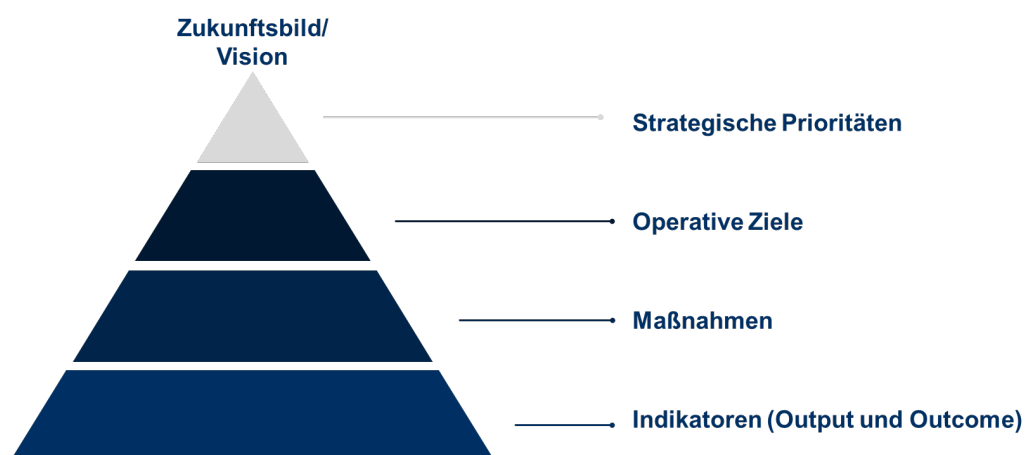 Zukunftsbild/
Vision
Strategische Prioritäten
Operative Ziele
Maßnahmen
Indikatoren (Output und Outcome)